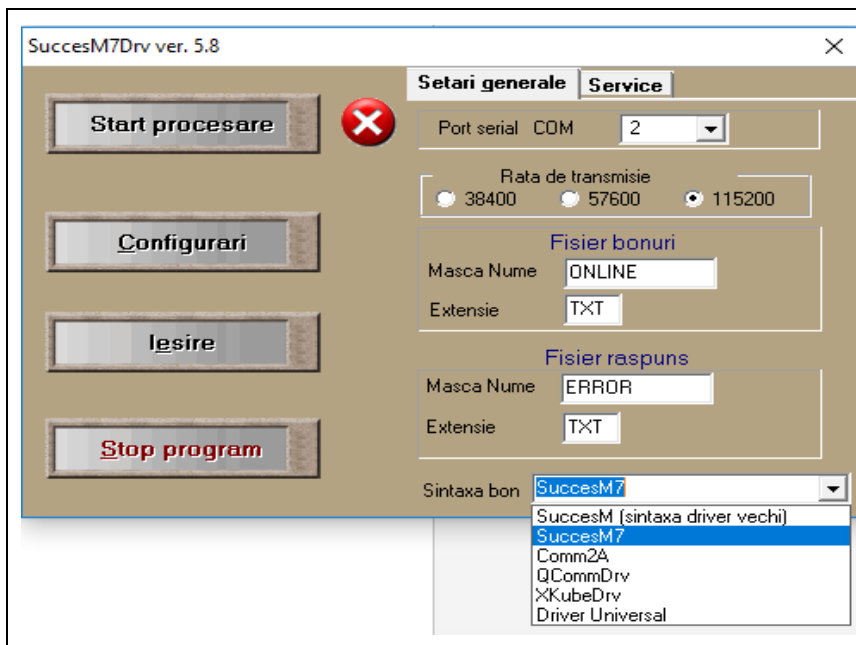 SuccesM7Drv ver. 5.8
Start procesare
Configurari
Iesire
Stop program
Setari generale
Service
Port serial COM 2
Rata de transmisie
38400 57600 115200
Fisier bonuri
Masca Nume ONLINE
Extensie TXT
Fisier raspuns
Masca Nume ERROR
Extensie TXT
Sintaxa bon SuccesM7
SuccesM (sintaxa driver vechi)
SuccesM7
Comm2A
QCommDrv
XKubeDrv
Driver Universal